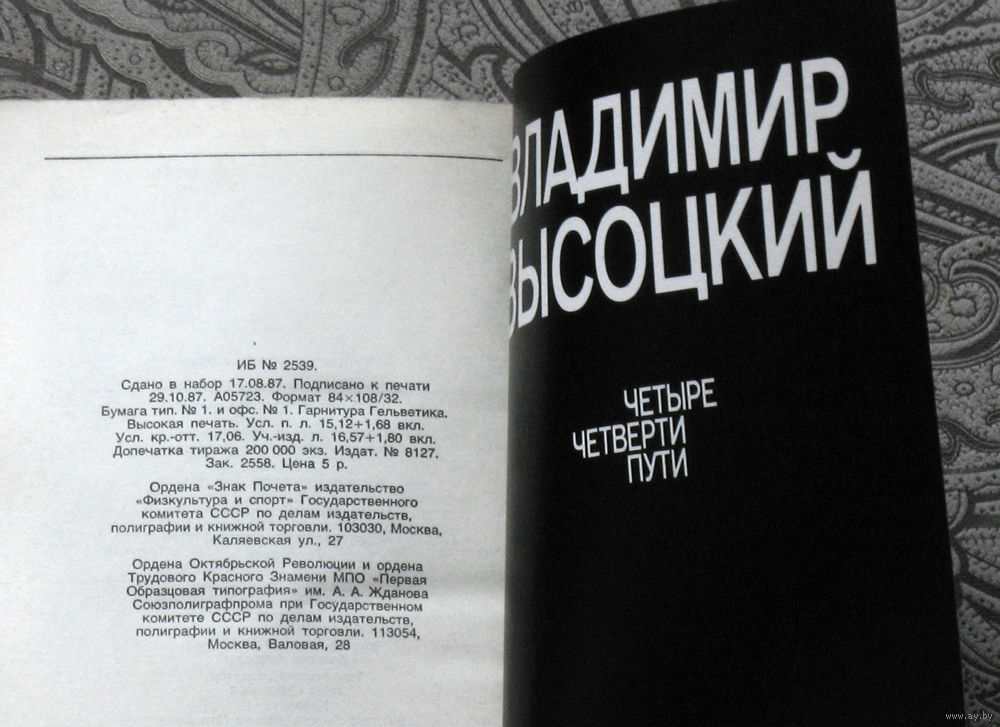 ИБ № 2539.
Сдано в набор 17.08.87. Подписано к печати
29.10.87. А05723. Формат 84×108/32.
Бумага тип. № 1. и офс. № 1. Гарнитура Гельветика.
Высокая печать. Усл. п. л. 15,12+1,68 вкл.
Усл. кр.-отт. 17,06. Уч.-изд. л. 16,57+1,80 вкл.
Допечатка тиража 200 000 экз. Издат. № 8127.
Зак. 2558. Цена 5 р.
Ордена «Знак Почета» издательство
«Физкультура и спорт» Государственного
комитета СССР по делам издательств,
полиграфии и книжной торговли. 103030, Москва,
Каляевская ул., 27
Ордена Октябрьской Революции и ордена
Трудового Красного Знамени МПО «Первая
Образцовая типография» им. А. А. Жданова
Союзполиграфпрома при Государственном
комитете СССР по делам издательств,
полиграфии и книжной торговли. 113054,
Москва, Валовая, 28
ВЛАДИМИР
ВЫСОЦКИЙ
ЧЕТЫРЕ
ЧЕТВЕРТИ
ПУТИ
www.ay.by